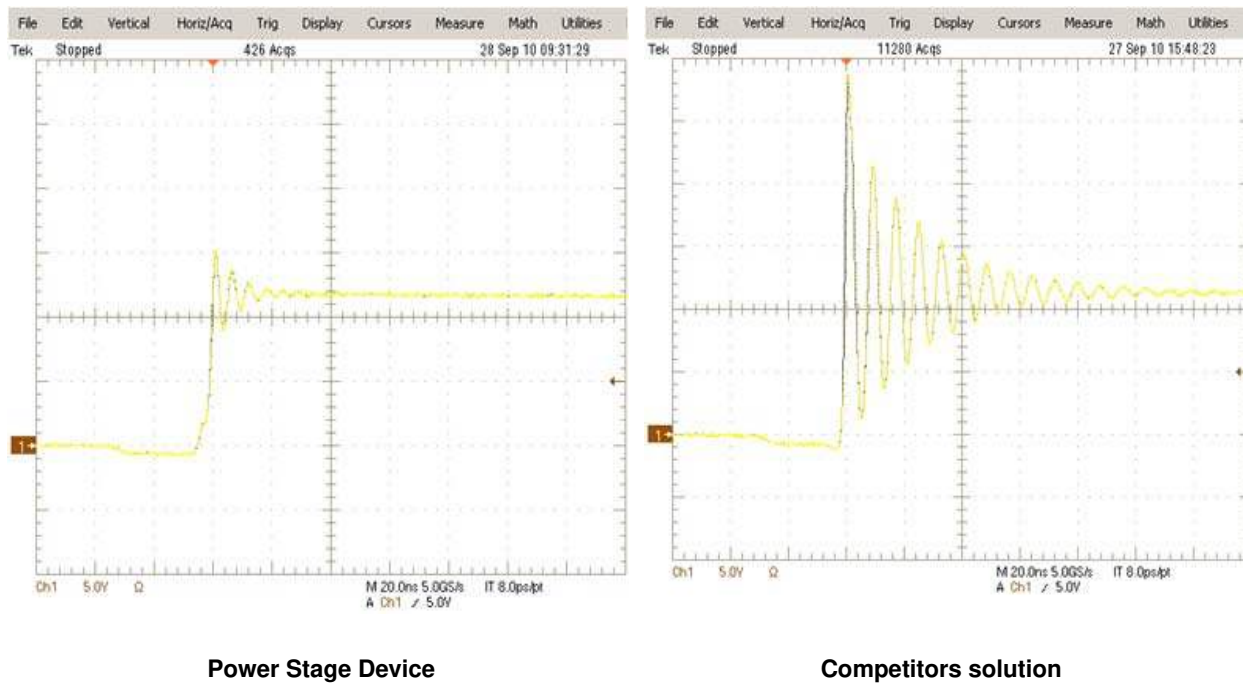 File Edit Vertical Horiz/Acq Trig Display Cursors Measure Math Utilities
Tek Stopped 426 Acqs 28 Sep 10 09:31:29
1
Ch1 5.0V Ω M 20.0ns 5.0GS/s IT 8.0ps/pt
A Ch1 / 5.0V
Power Stage Device
File Edit Vertical Horiz/Acq Trig Display Cursors Measure Math Utilities
Tek Stopped 11280 Acqs 27 Sep 10 15:48:23
1
Ch1 5.0V Ω M 20.0ns 5.0GS/s IT 8.0ps/pt
A Ch1 / 5.0V
Competitors solution